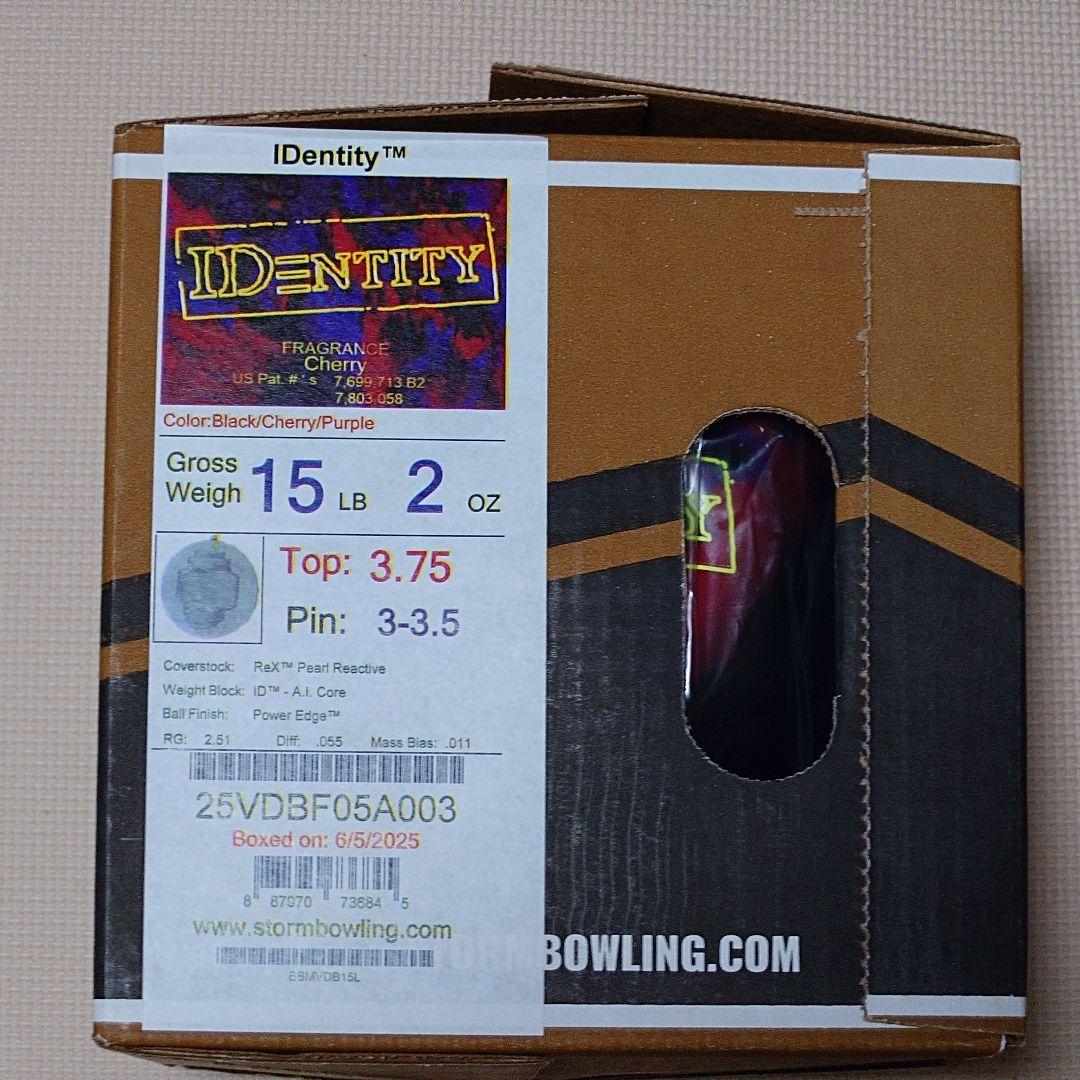 IDentity™
IDENTITY
FRAGRANCE
Cherry
US Pat. #'s 7,699,713 B2
7,803,058
Color:Black/Cherry/Purple
Gross
Weigh 15 LB 2 OZ
Top: 3.75
Pin: 3-3.5
Coverstock: ReX™ Pearl Reactive
Weight Block: ID™ - A.I. Core
Ball Finish: Power Edge™
RG: 2.51 Diff: .055 Mass Bias: .011
25VDBF05A003
Boxed on: 6/5/2025
8 87970 73684 5
www.stormbowling.com
BBMVDB15L
Y
STORMBOWLING.COM